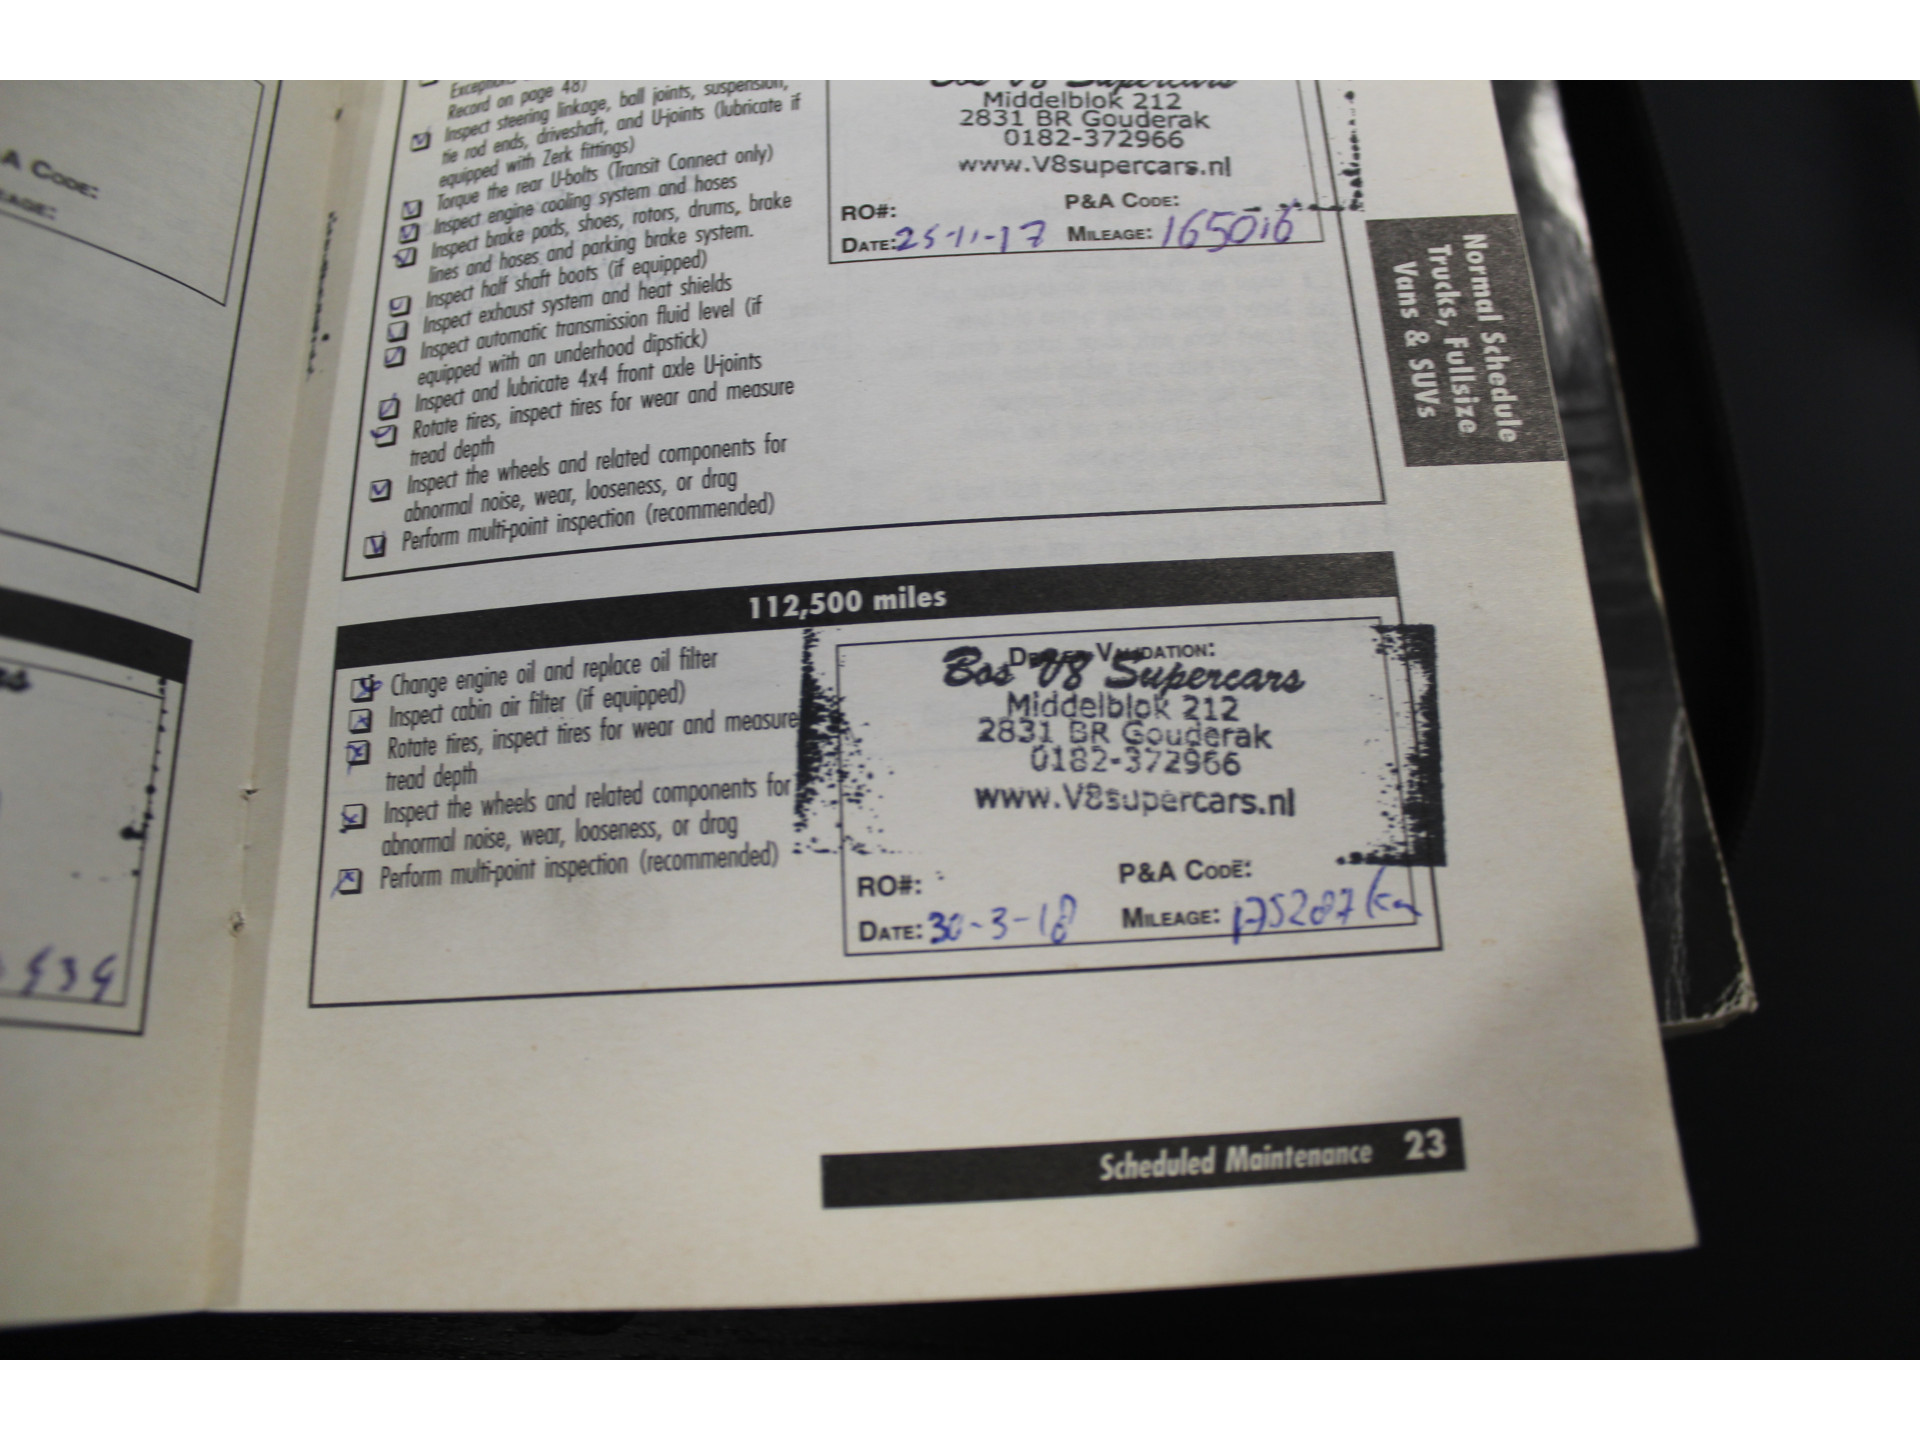 A CODE:
Record on page 48)
Inspect steering linkage, ball joints, suspension,
tie rod ends, driveshaft, and U-joints (lubricate if
equipped with Zerk fittings)
Torque the rear U-bolts (Transit Connect only)
Inspect engine cooling system and hoses
Inspect brake pads, shoes, rotors, drums, brake
lines and hoses and parking brake system.
Inspect half shaft boots (if equipped)
Inspect exhaust system and heat shields
Inspect automatic transmission fluid level (if
equipped with an underhood dipstick)
Inspect and lubricate 4x4 front axle U-joints
Rotate tires, inspect tires for wear and measure
tread depth
Inspect the wheels and related components for
abnormal noise, wear, looseness, or drag
Perform multi-point inspection (recommended)
Bos V8 Supercars
Middelblok 212
2831 BR Gouderak
0182-372966
www.V8supercars.nl
RO#:
P&A CODE:
DATE: 25-11-17
MILEAGE: 165016
Normal Schedule
Trucks, Fullsize
Vans & SUVs
112,500 miles
Change engine oil and replace oil filter
Inspect cabin air filter (if equipped)
Rotate tires, inspect tires for wear and measure
tread depth
Inspect the wheels and related components for
abnormal noise, wear, looseness, or drag
Perform multi-point inspection (recommended)
DEALER VALIDATION:
Bos V8 Supercars
Middelblok 212
2831 BR Gouderak
0182-372966
www.V8supercars.nl
RO#:
P&A CODE:
DATE: 30-3-18
MILEAGE: 175287 km
Scheduled Maintenance 23